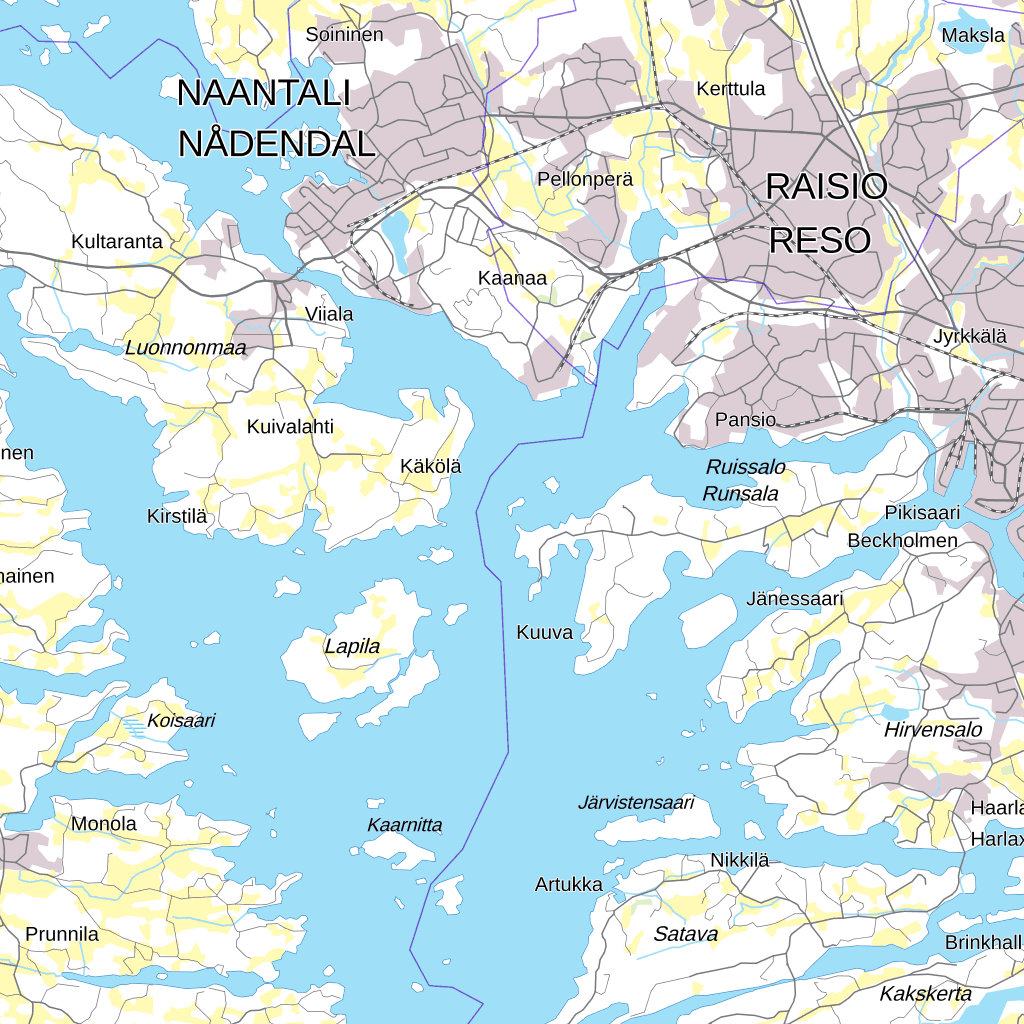 Soininen
Maksla
NAANTALI
Kerttula
NÅDENDAL
Pellonperä
RAISIO
Kultaranta
RESO
Kaanaa
Viiala
Jyrkkälä
Luonnonmaa
Pansio
Kuivalahti
nen
Käkölä
Ruissalo
Runsala
Kirstilä
Pikisaari
Beckholmen
nainen
Jänessaari
Kuuva
Lapila
Koisaari
Hirvensalo
Järvistensaari
Haarla
Monola
Kaarnitta
Harlax
Nikkilä
Artukka
Prunnila
Satava
Brinkhall
Kakskerta